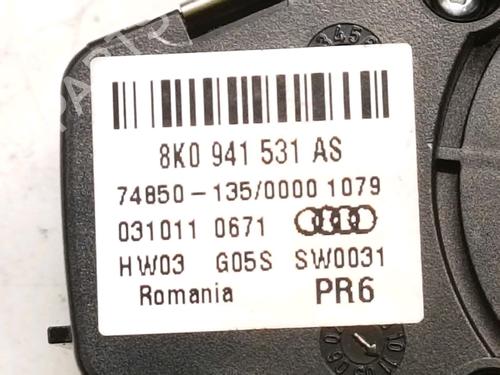 8K0 941 531 AS
74850-135/0000 1079
031011 0671
HW03 G05S SW0031
Romania PR6